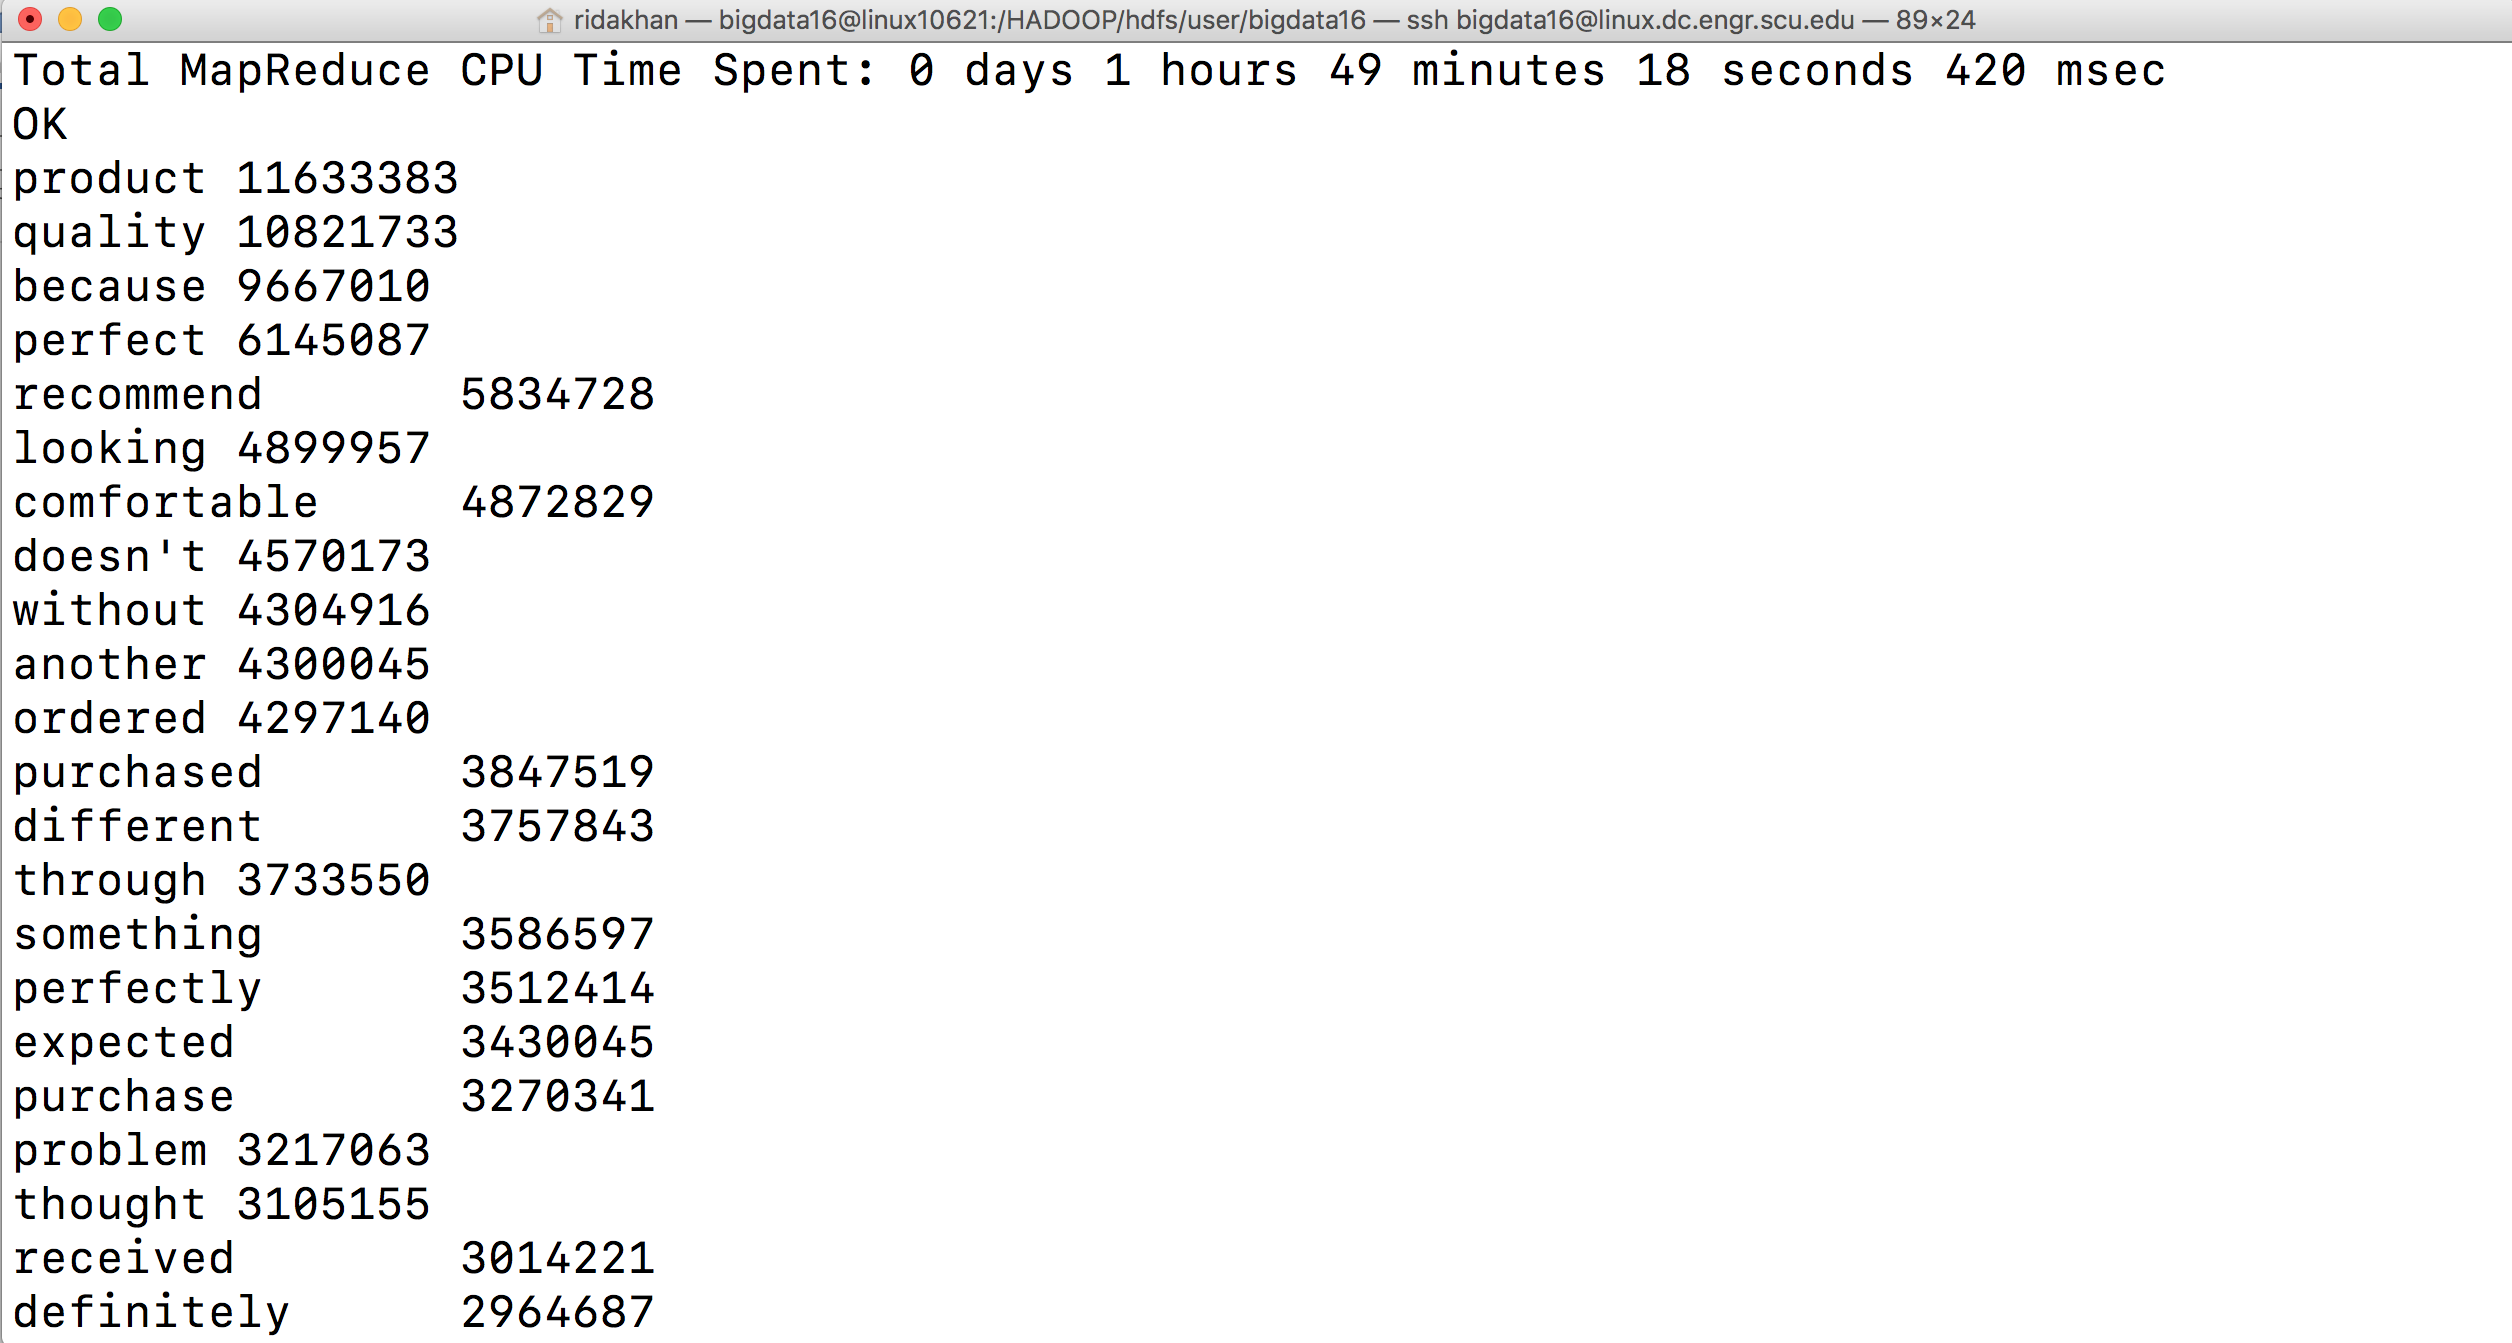 ridakhan — bigdata16@linux10621:/HADOOP/hdfs/user/bigdata16 — ssh bigdata16@linux.dc.engr.scu.edu — 89×24
Total MapReduce CPU Time Spent: 0 days 1 hours 49 minutes 18 seconds 420 msec
OK
product 11633383
quality 10821733
because 9667010
perfect 6145087
recommend       5834728
looking 4899957
comfortable     4872829
doesn't 4570173
without 4304916
another 4300045
ordered 4297140
purchased       3847519
different       3757843
through 3733550
something       3586597
perfectly       3512414
expected        3430045
purchase        3270341
problem 3217063
thought 3105155
received        3014221
definitely      2964687